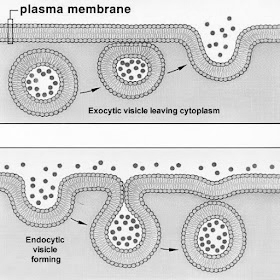 plasma membrane
Exocytic visicle leaving cytoplasm
Endocytic
visicle
forming